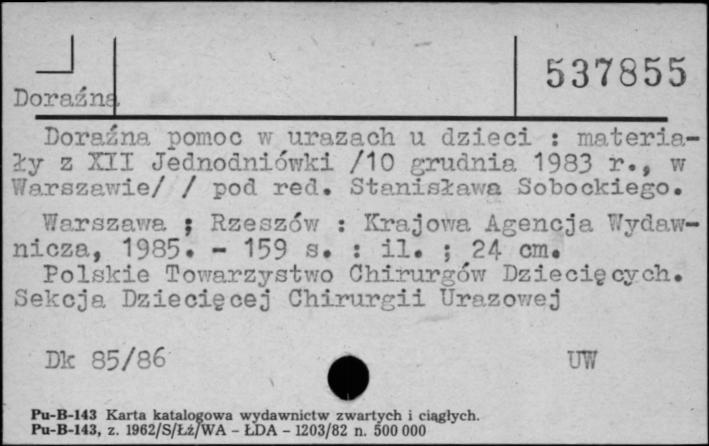 537855
Doraźna
Doraźna pomoc w urazach u dzieci : materia-
ły z XII Jednodniówki /10 grudnia 1983 r., w
Warszawie/ / pod red. Stanisława Sobockiego.
Warszawa ; Rzeszów : Krajowa Agencja Wydaw-
nicza, 1985. - 159 s. : il. ; 24 cm.
Polskie Towarzystwo Chirurgów Dziecięcych.
Sekcja Dziecięcej Chirurgii Urazowej
Dk 85/86 UW
Pu-B-143 Karta katalogowa wydawnictw zwartych i ciągłych.
Pu-B-143, z. 1962/S/Łź/WA - ŁDA - 1203/82 n. 500 000